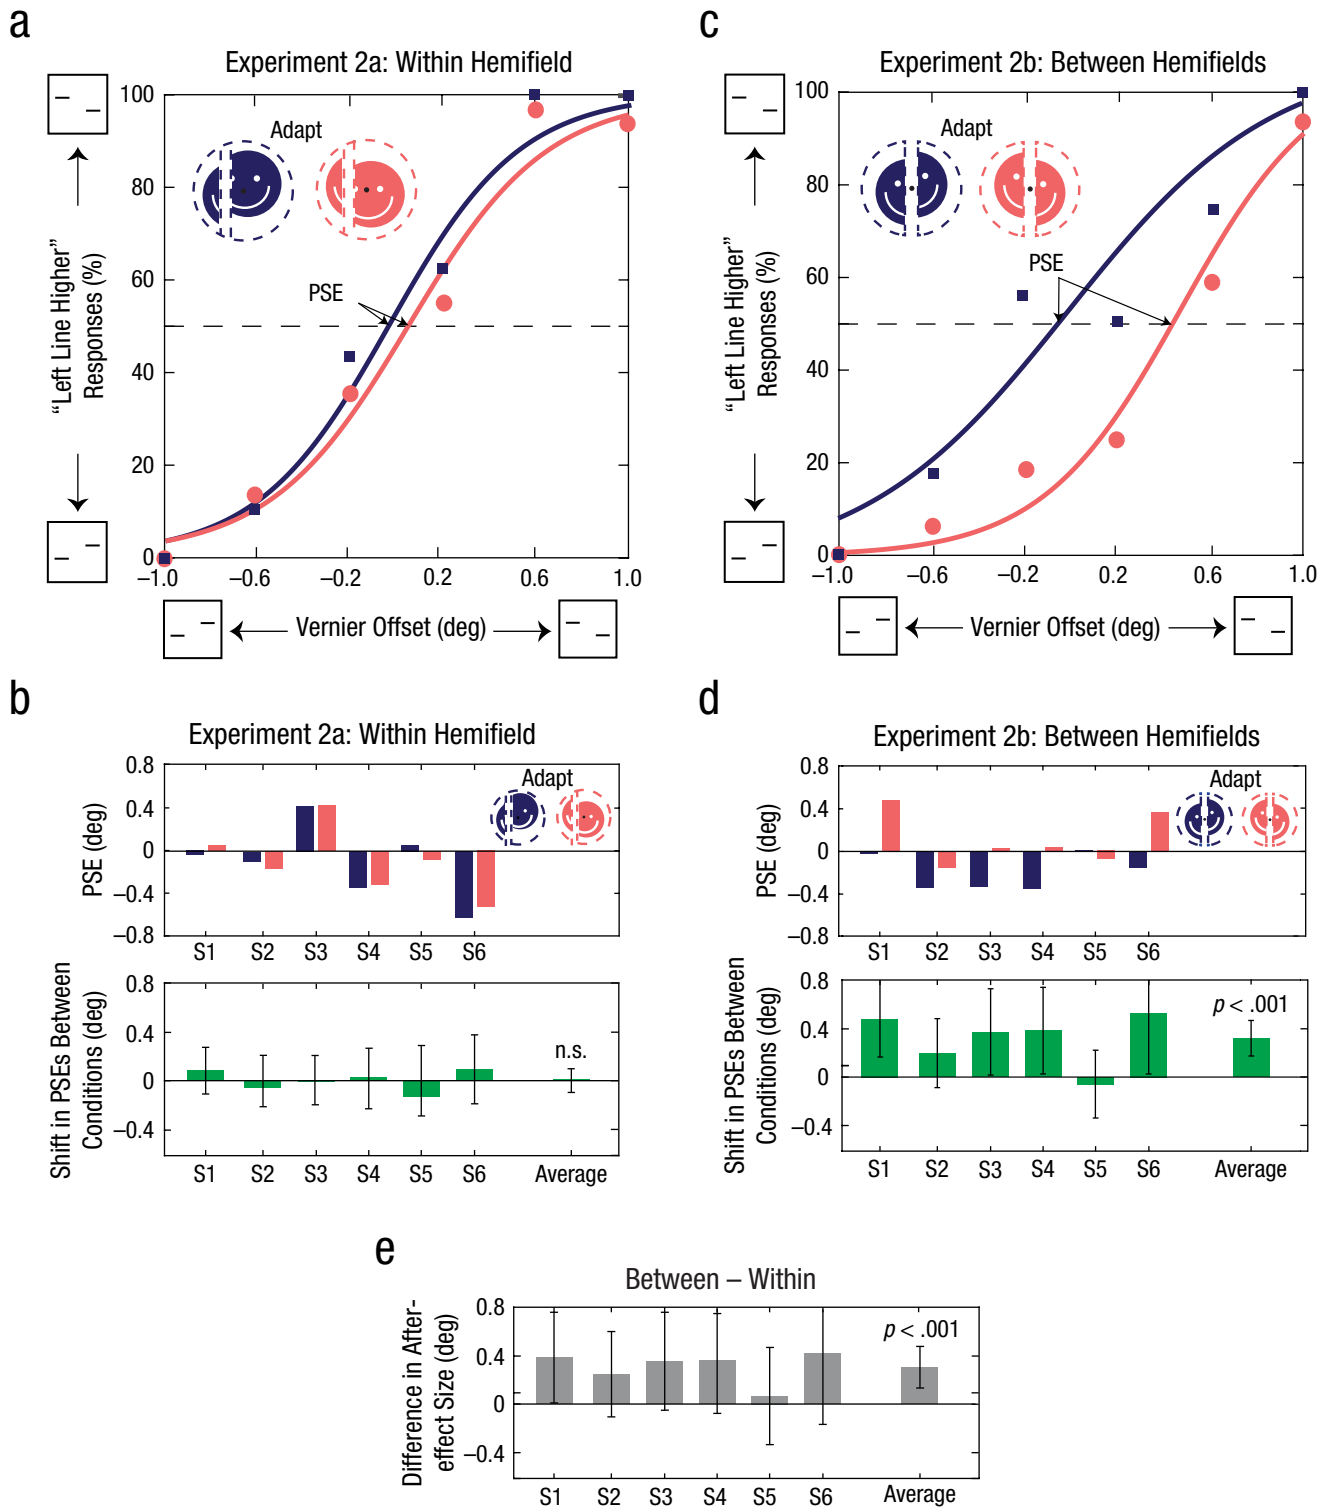 a
Experiment 2a: Within Hemifield
100
80
60
40
20
0
"Left Line Higher"
Responses (%)
Adapt
PSE
–1.0
–0.6
–0.2
0.2
0.6
1.0
Vernier Offset (deg)
c
Experiment 2b: Between Hemifields
100
80
60
40
20
0
"Left Line Higher"
Responses (%)
Adapt
PSE
–1.0
–0.6
–0.2
0.2
0.6
1.0
Vernier Offset (deg)
b
Experiment 2a: Within Hemifield
0.8
0.4
0
–0.4
–0.8
PSE (deg)
Adapt
S1
S2
S3
S4
S5
S6
0.8
0.4
0
–0.4
Shift in PSEs Between
Conditions (deg)
n.s.
S1
S2
S3
S4
S5
S6
Average
d
Experiment 2b: Between Hemifields
0.8
0.4
0
–0.4
–0.8
PSE (deg)
Adapt
S1
S2
S3
S4
S5
S6
0.8
0.4
0
–0.4
Shift in PSEs Between
Conditions (deg)
p < .001
S1
S2
S3
S4
S5
S6
Average
e
Between – Within
0.8
0.4
0
–0.4
Difference in After-
effect Size (deg)
p < .001
S1
S2
S3
S4
S5
S6
Average